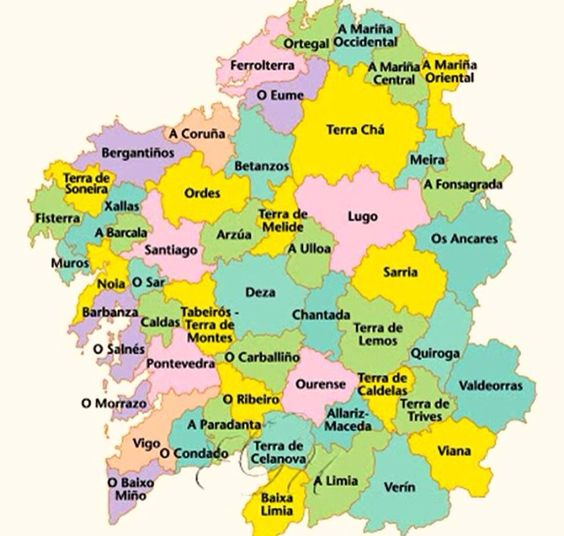 Ortegal
A Mariña
Occidental
Ferrolterra
A Mariña
Central
A Mariña
Oriental
O Eume
A Coruña
Terra Chá
Bergantiños
Betanzos
Meira
Terra de
Soneira
Ordes
A Fonsagrada
Xallas
Fisterra
Terra de
Melide
Lugo
A Barcala
Arzúa
Os Ancares
Santiago
A Ulloa
Muros
Sarria
Noia
O Sar
Deza
Barbanza
Caldas
Tabeirós -
Terra de
Montes
Chantada
Terra de
Lemos
O Salnés
Quiroga
Pontevedra
O Carballiño
Ourense
Terra de
Caldelas
Valdeorras
O Morrazo
O Ribeiro
Allariz-
Maceda
Terra de
Trives
A Paradanta
Vigo
O Condado
Terra de
Celanova
Viana
O Baixo
Miño
A Limia
Verín
Baixa
Limia